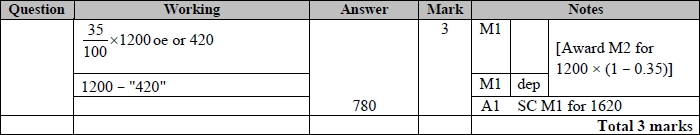 Question Working Answer Mark Notes
35/100 ×1200 oe or 420 3 M1 [Award M2 for
1200 × (1 – 0.35)]
1200 – "420" M1 dep
780 A1 SC M1 for 1620
Total 3 marks